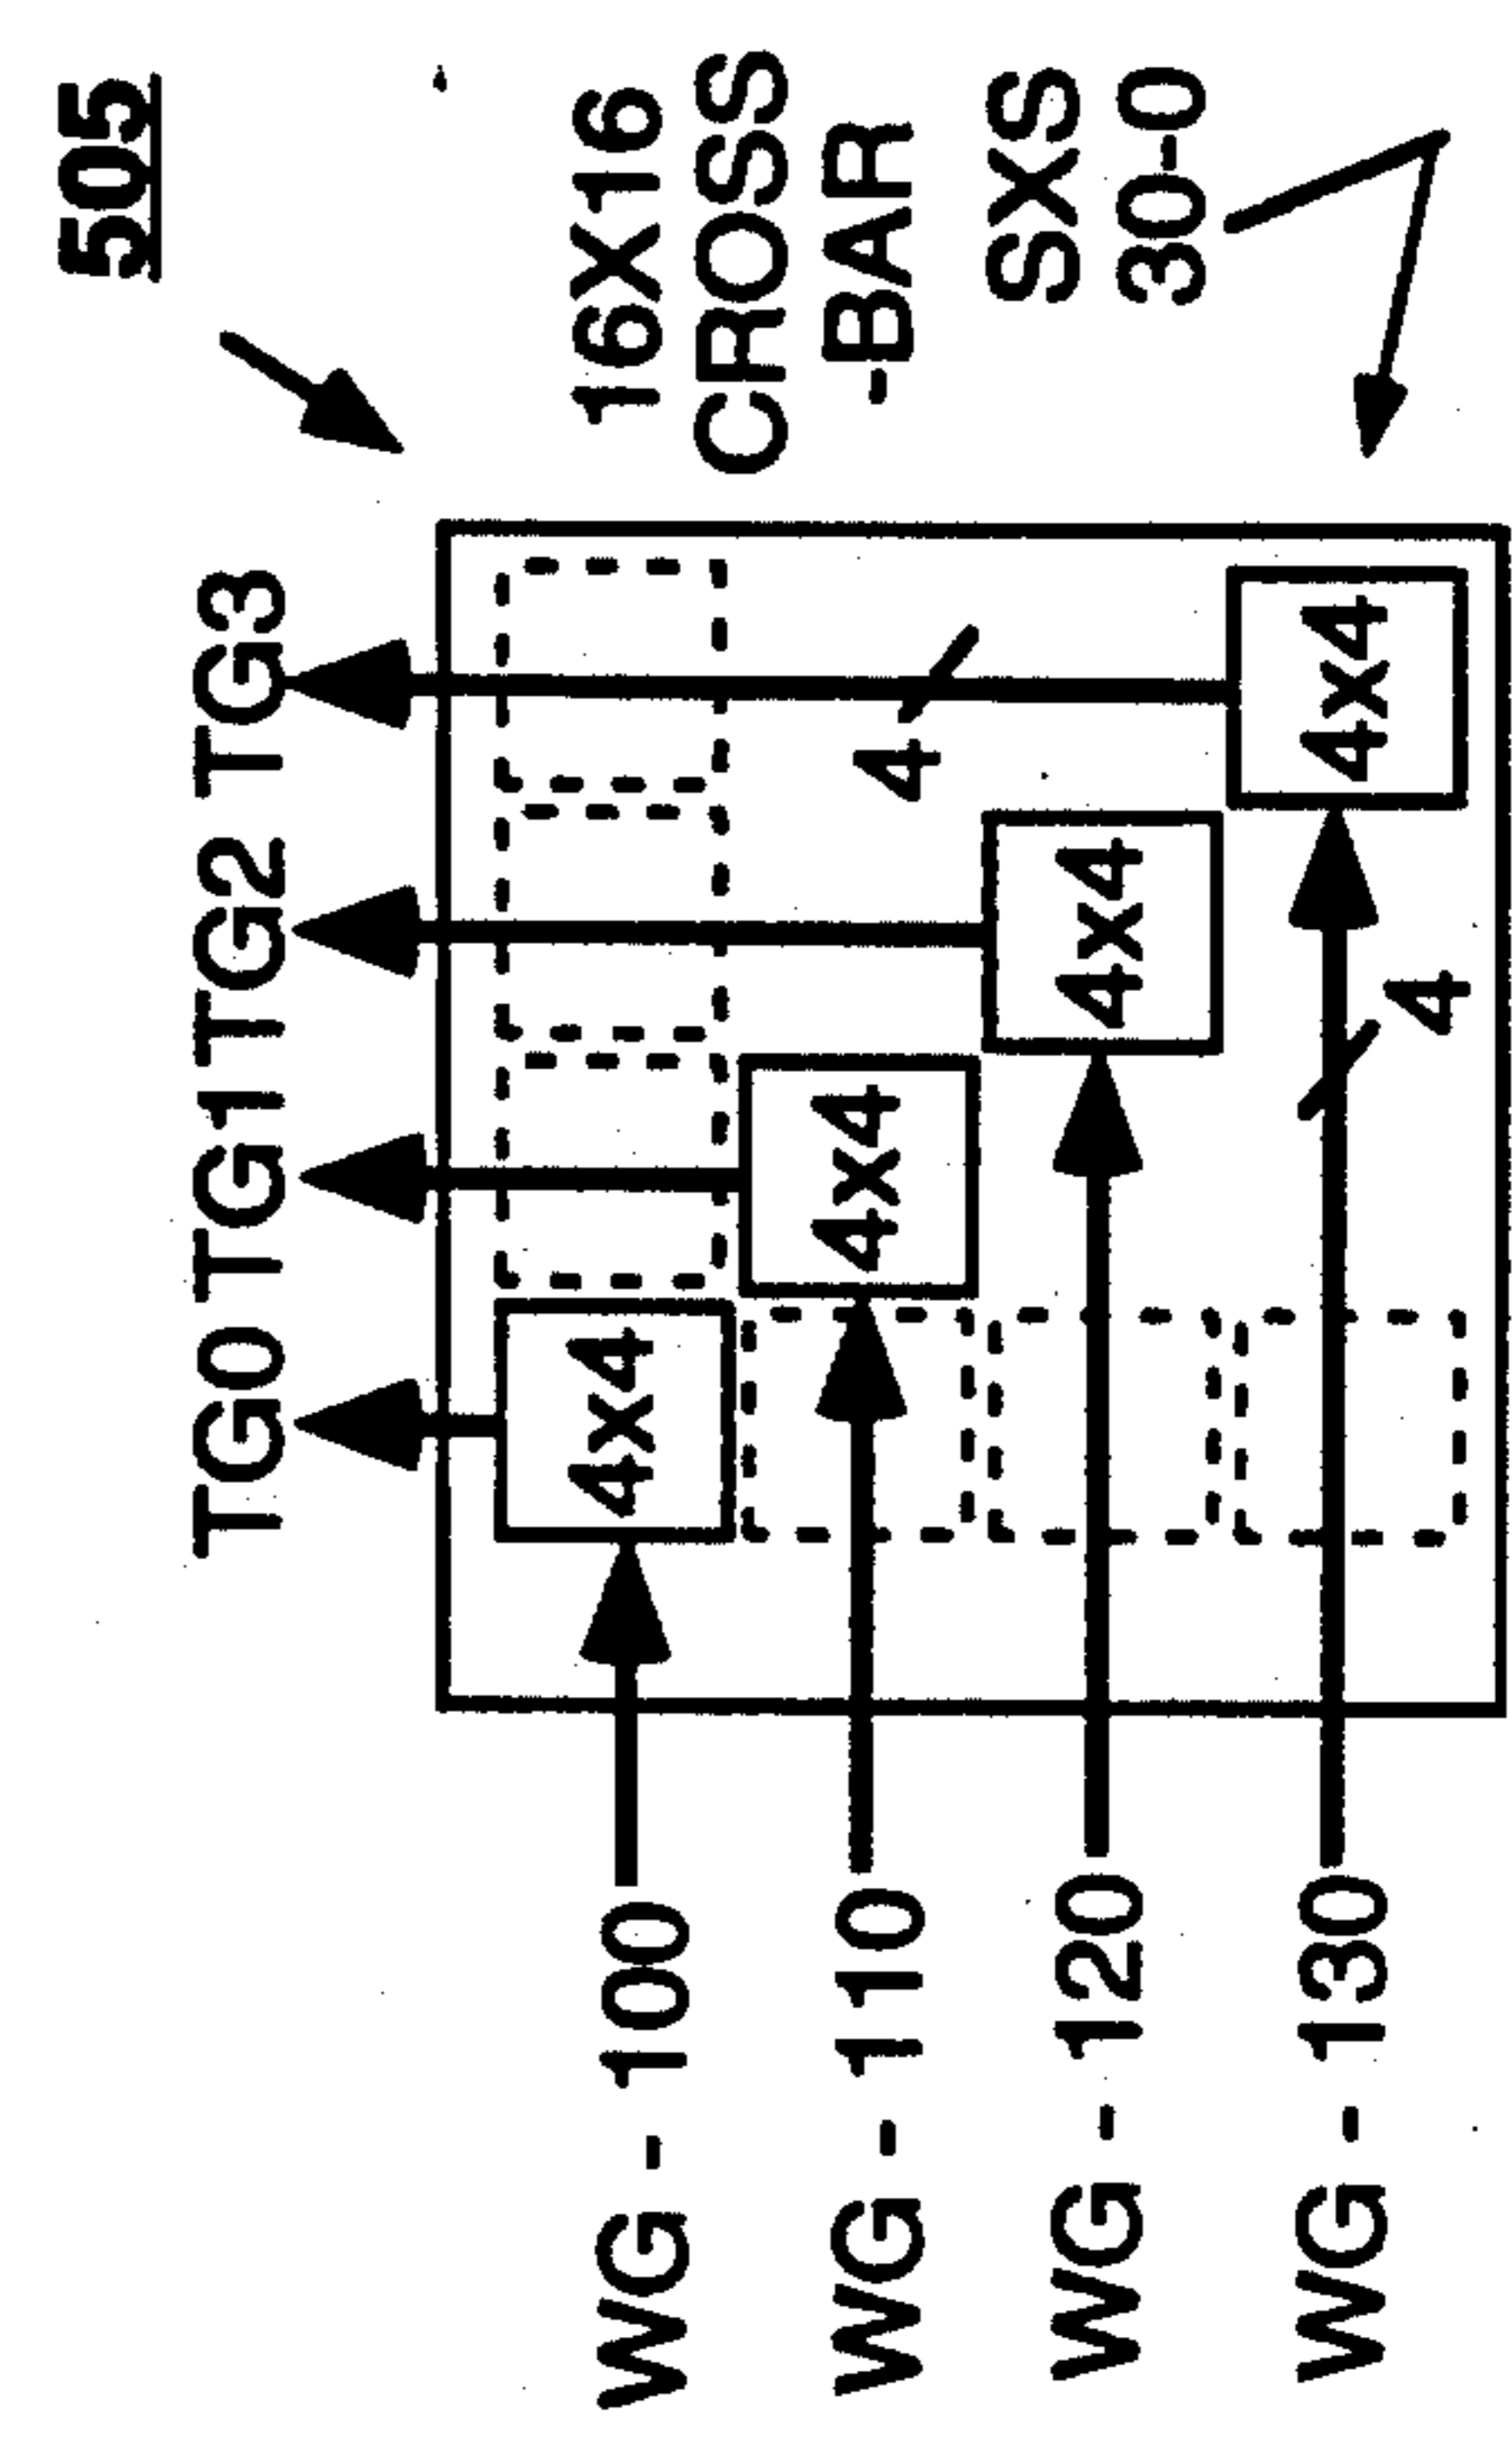 505
TG0 TG1 TG2 TG3
16X16
CROSS
-BAR
SXS
30-0
WG - 100
4x4
WG - 110
4x4
4
WG - 120
4x4
WG - 130
4x4
4